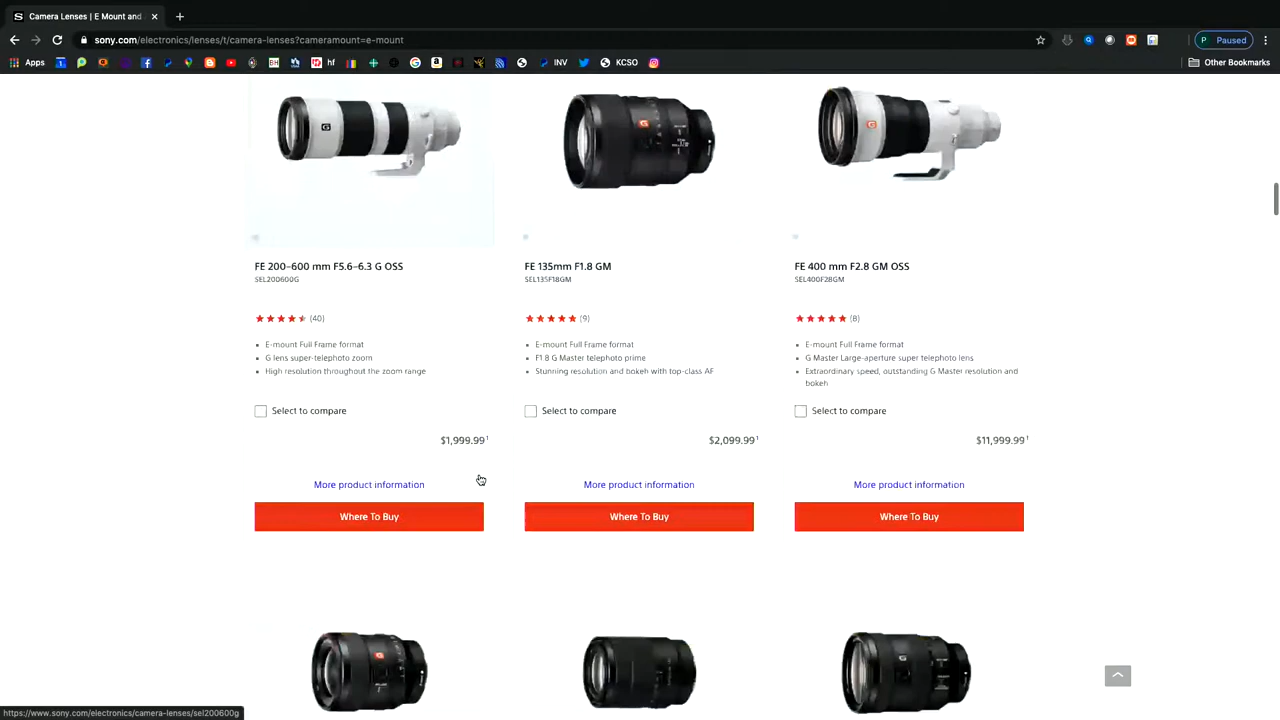 Camera Lenses | E Mount and
sony.com/electronics/lenses/t/camera-lenses?cameramount=e-mount
Paused
Apps
hf
INV
KCSO
Other Bookmarks
FE 200–600 mm F5.6–6.3 G OSS
SEL200600G
(40)
E-mount Full Frame format
G lens super-telephoto zoom
High resolution throughout the zoom range
Select to compare
$1,999.99¹
More product information
Where To Buy
FE 135mm F1.8 GM
SEL135F18GM
(9)
E-mount Full Frame format
F1.8 G Master telephoto prime
Stunning resolution and bokeh with top-class AF
Select to compare
$2,099.99¹
More product information
Where To Buy
FE 400 mm F2.8 GM OSS
SEL400F28GM
(8)
E-mount Full Frame format
G Master Large-aperture super telephoto lens
Extraordinary speed, outstanding G Master resolution and
bokeh
Select to compare
$11,999.99¹
More product information
Where To Buy
https://www.sony.com/electronics/camera-lenses/sel200600g